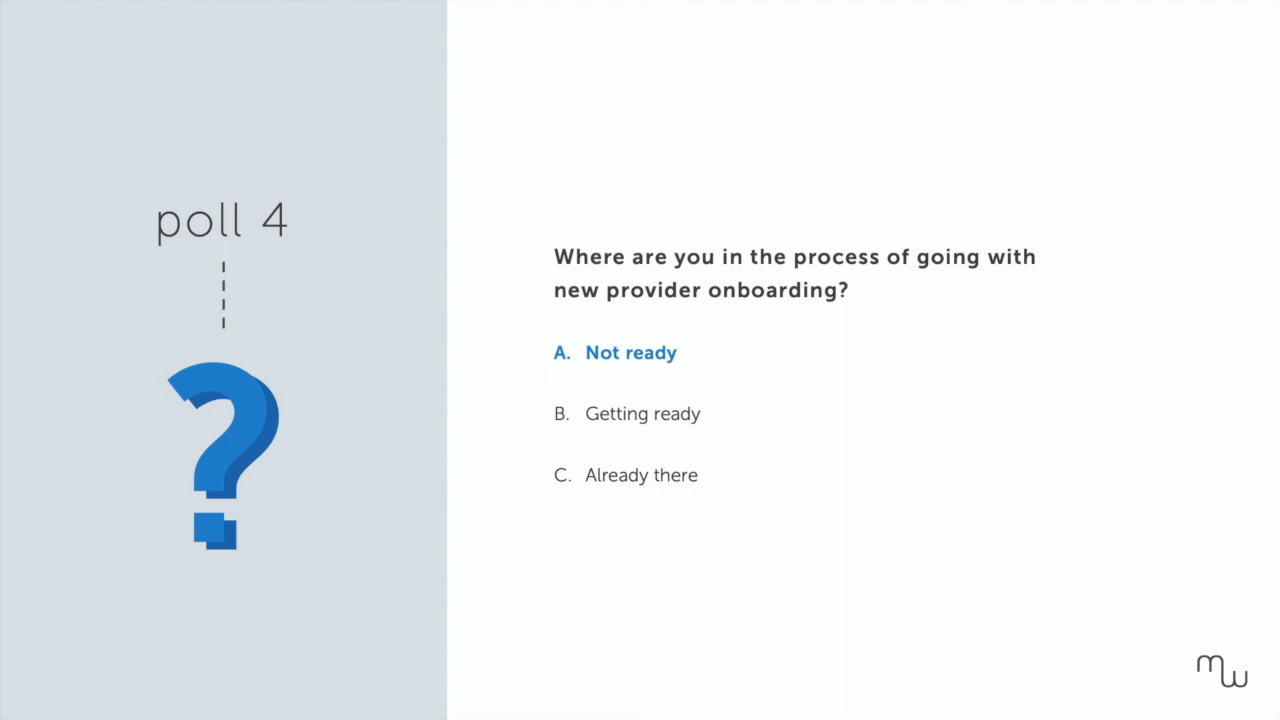 poll 4
?
Where are you in the process of going with
new provider onboarding?
A. Not ready
B. Getting ready
C. Already there
mw